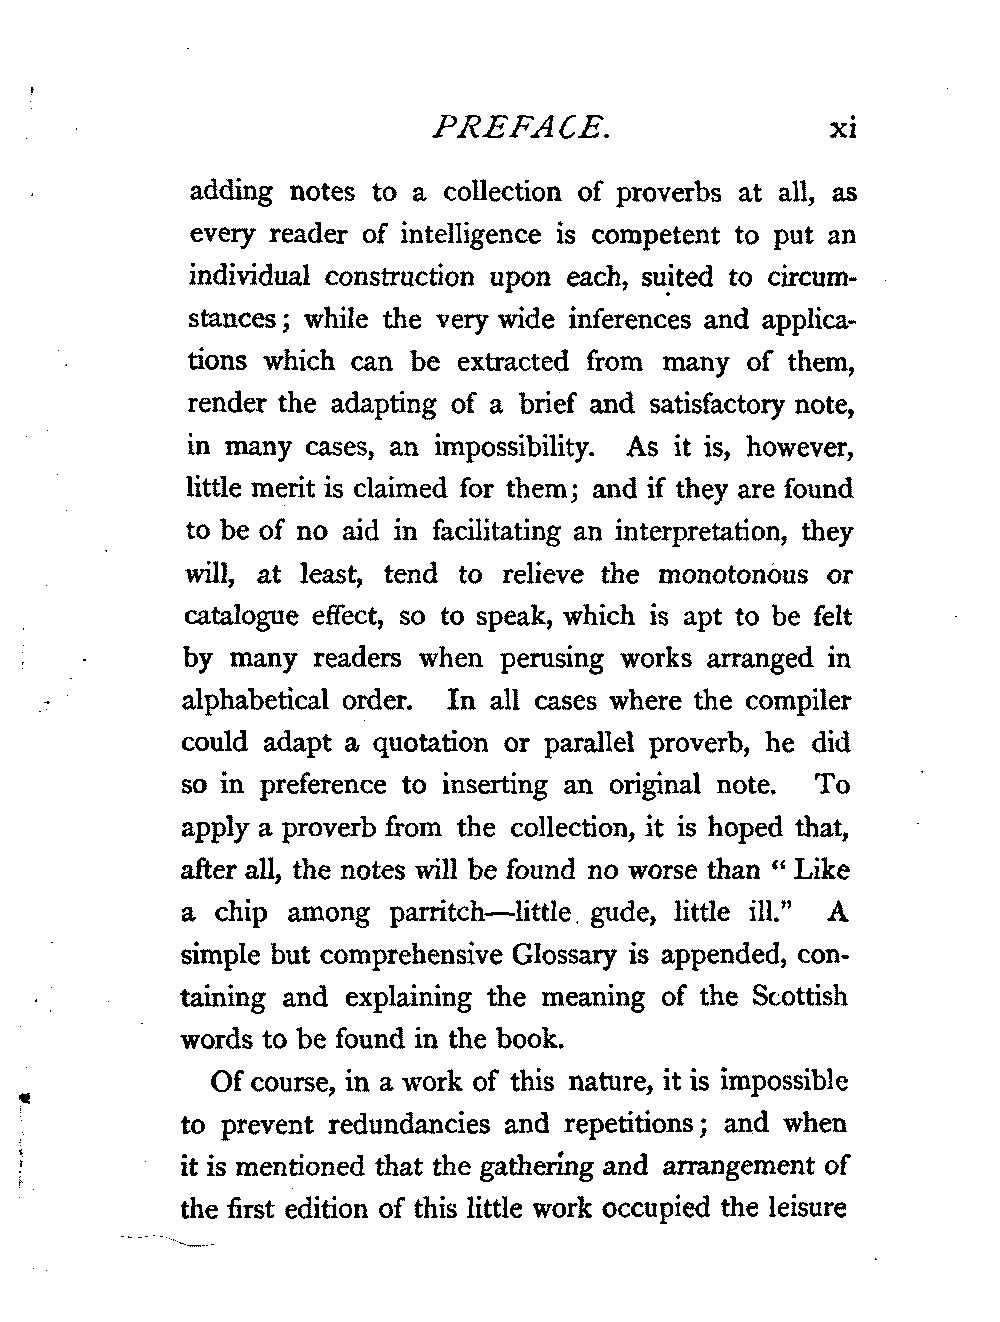 PREFACE. xi
adding notes to a collection of proverbs at all, as
every reader of intelligence is competent to put an
individual construction upon each, suited to circum-
stances; while the very wide inferences and applica-
tions which can be extracted from many of them,
render the adapting of a brief and satisfactory note,
in many cases, an impossibility. As it is, however,
little merit is claimed for them; and if they are found
to be of no aid in facilitating an interpretation, they
will, at least, tend to relieve the monotonous or
catalogue effect, so to speak, which is apt to be felt
by many readers when perusing works arranged in
alphabetical order. In all cases where the compiler
could adapt a quotation or parallel proverb, he did
so in preference to inserting an original note. To
apply a proverb from the collection, it is hoped that,
after all, the notes will be found no worse than “ Like
a chip among parritch—little gude, little ill.” A
simple but comprehensive Glossary is appended, con-
taining and explaining the meaning of the Scottish
words to be found in the book.
Of course, in a work of this nature, it is impossible
to prevent redundancies and repetitions; and when
it is mentioned that the gathering and arrangement of
the first edition of this little work occupied the leisure